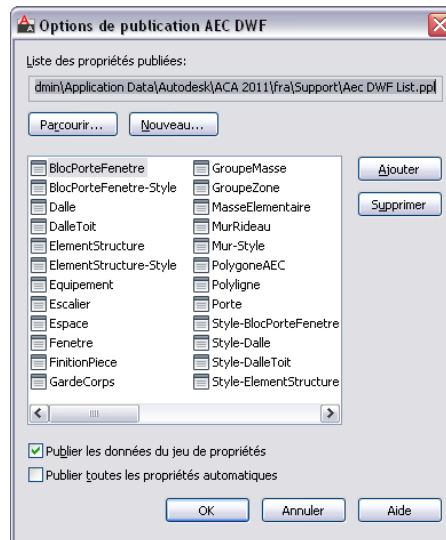 Options de publication AEC DWF
Liste des propriétés publiées:
dmin\Application Data\Autodesk\ACA 2011\fra\Support\Aec DWF List.ppl
Parcourir...
Nouveau...
BlocPorteFenetre
BlocPorteFenetre-Style
Dalle
DalleToit
ElementStructure
ElementStructure-Style
Equipement
Escalier
Espace
Fenetre
FinitionPiece
GardeCorps
GroupeMasse
GroupeZone
MasseElementaire
MurRideau
Mur-Style
PolygoneAEC
Polyligne
Porte
Style-BlocPorteFenetre
Style-Dalle
Style-DalleToit
Style-ElementStructure
Ajouter
Supprimer
Publier les données du jeu de propriétés
Publier toutes les propriétés automatiques
OK
Annuler
Aide